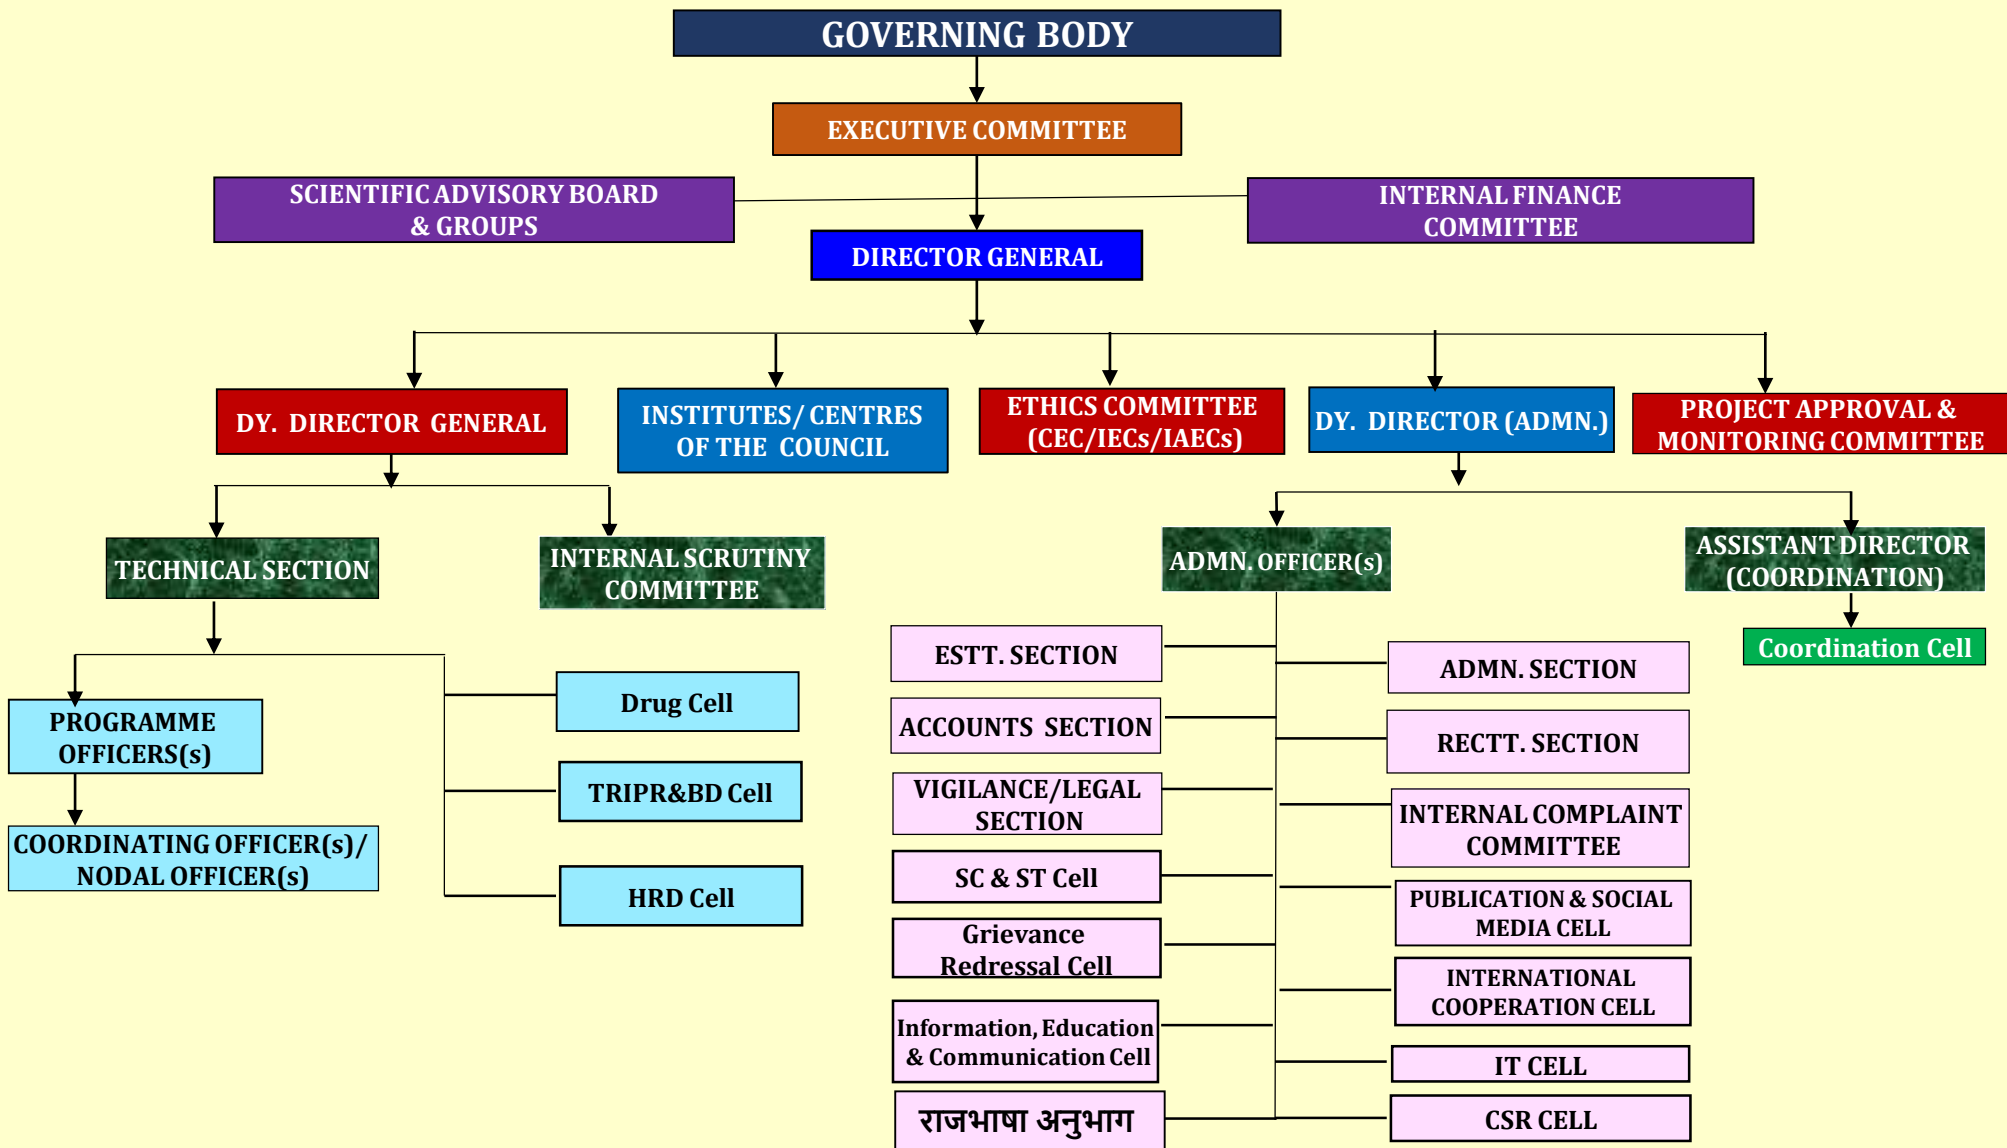 GOVERNING BODY
EXECUTIVE COMMITTEE
SCIENTIFIC ADVISORY BOARD
& GROUPS
INTERNAL FINANCE
COMMITTEE
DIRECTOR GENERAL
DY. DIRECTOR GENERAL
INSTITUTES/ CENTRES
OF THE COUNCIL
ETHICS COMMITTEE
(CEC/IECs/IAECs)
DY. DIRECTOR (ADMN.)
PROJECT APPROVAL &
MONITORING COMMITTEE
TECHNICAL SECTION
INTERNAL SCRUTINY
COMMITTEE
ADMN. OFFICER(s)
ASSISTANT DIRECTOR
(COORDINATION)
Coordination Cell
PROGRAMME
OFFICERS(s)
COORDINATING OFFICER(s)/
NODAL OFFICER(s)
Drug Cell
TRIPR&BD Cell
HRD Cell
ESTT. SECTION
ACCOUNTS SECTION
VIGILANCE/LEGAL
SECTION
SC & ST Cell
Grievance
Redressal Cell
Information, Education
& Communication Cell
राजभाषा अनुभाग
ADMN. SECTION
RECTT. SECTION
INTERNAL COMPLAINT
COMMITTEE
PUBLICATION & SOCIAL
MEDIA CELL
INTERNATIONAL
COOPERATION CELL
IT CELL
CSR CELL